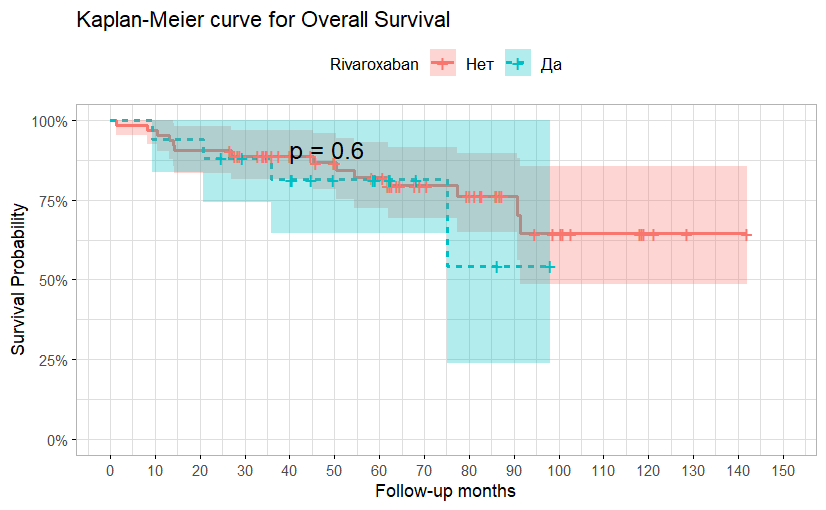 Kaplan-Meier curve for Overall Survival
Rivaroxaban Нет Да
100%
75%
50%
25%
0%
Survival Probability
p = 0.6
0 10 20 30 40 50 60 70 80 90 100 110 120 130 140 150
Follow-up months